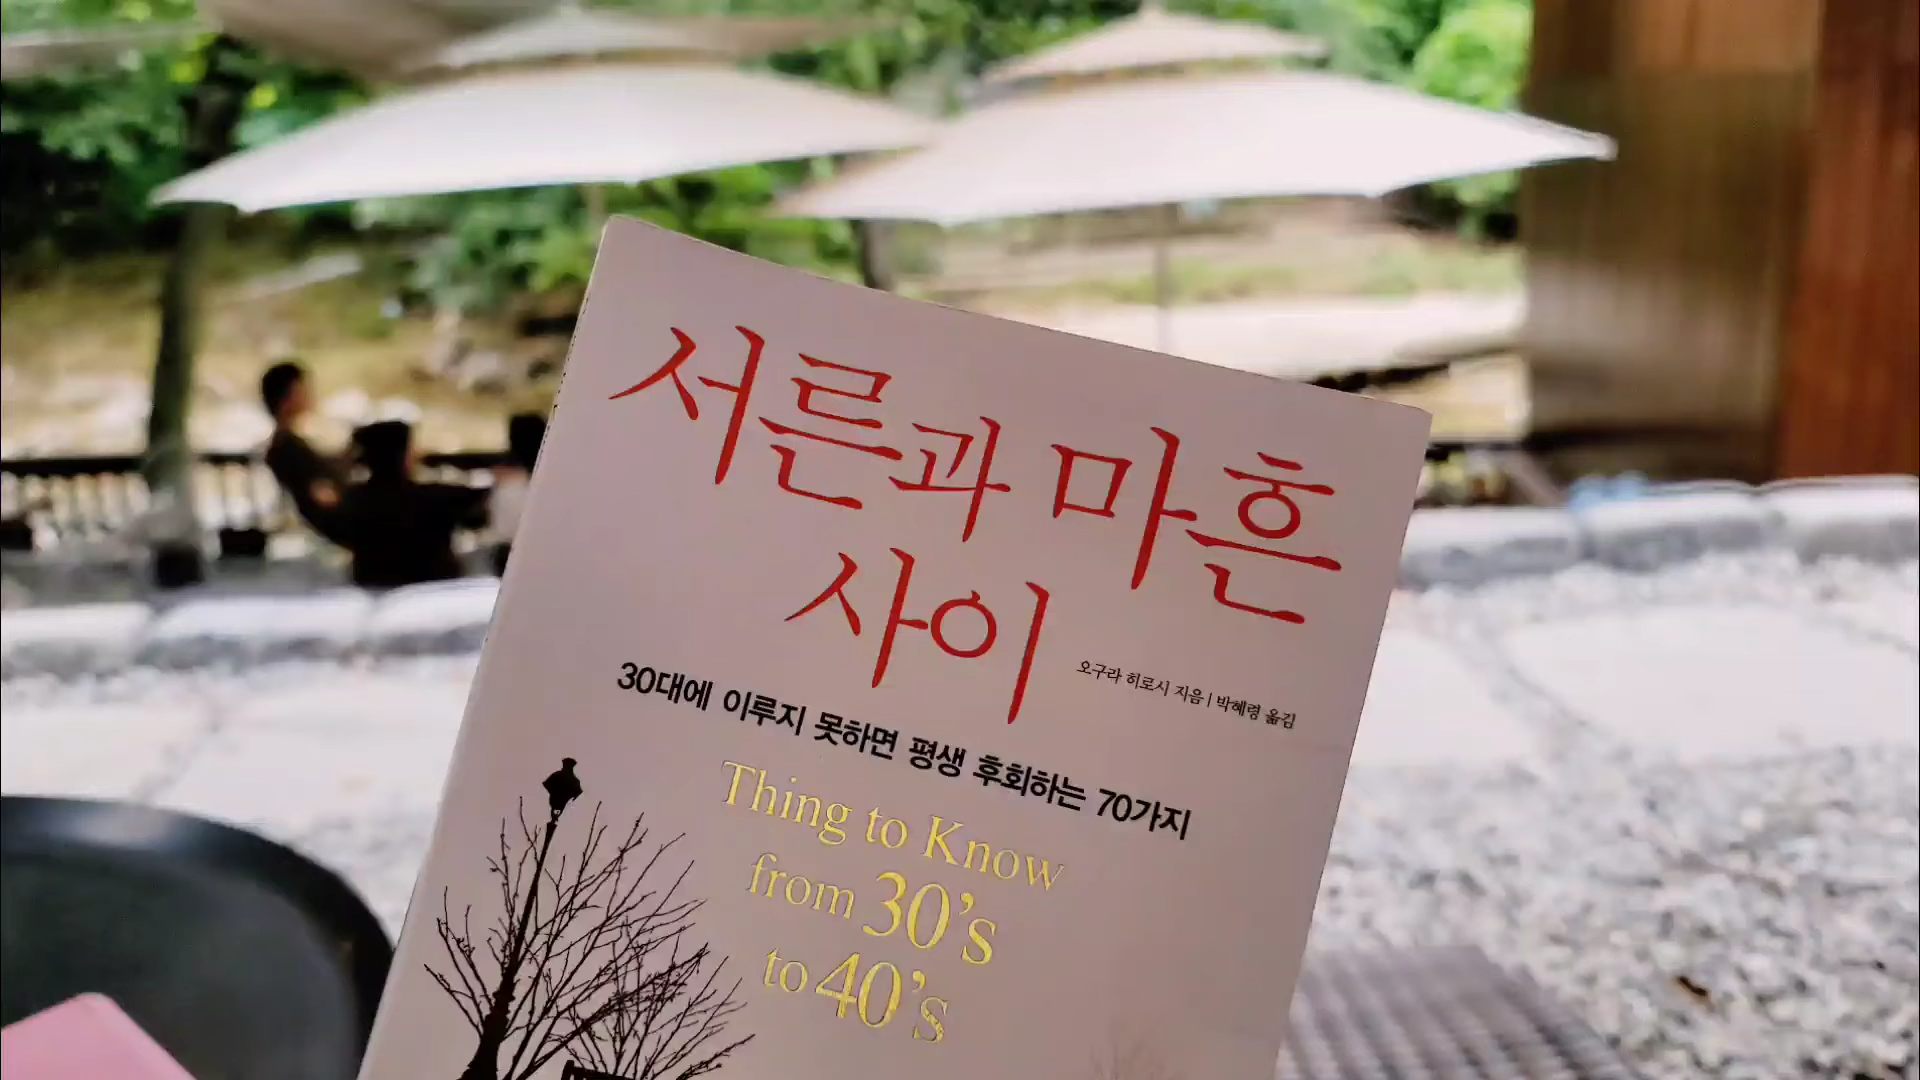 서른과 마흔
사이
오구라 히로시 지음 | 박혜령 옮김
30대에 이루지 못하면 평생 후회하는 70가지
Thing to Know
from 30's
to 40's